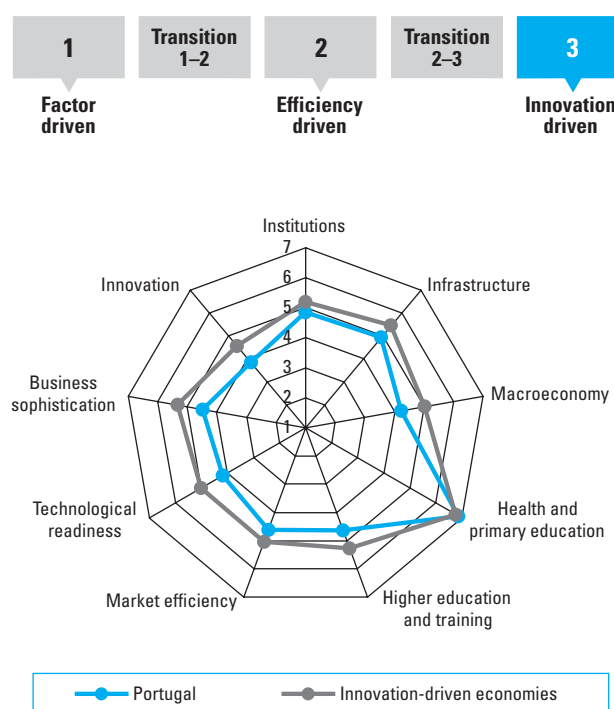 1
Transition
1–2
2
Transition
2–3
3
Factor
driven
Efficiency
driven
Innovation
driven
Institutions
7
6
5
4
3
2
1
Infrastructure
Macroeconomy
Health and
primary education
Higher education
and training
Market efficiency
Technological
readiness
Business
sophistication
Innovation
Portugal
Innovation-driven economies